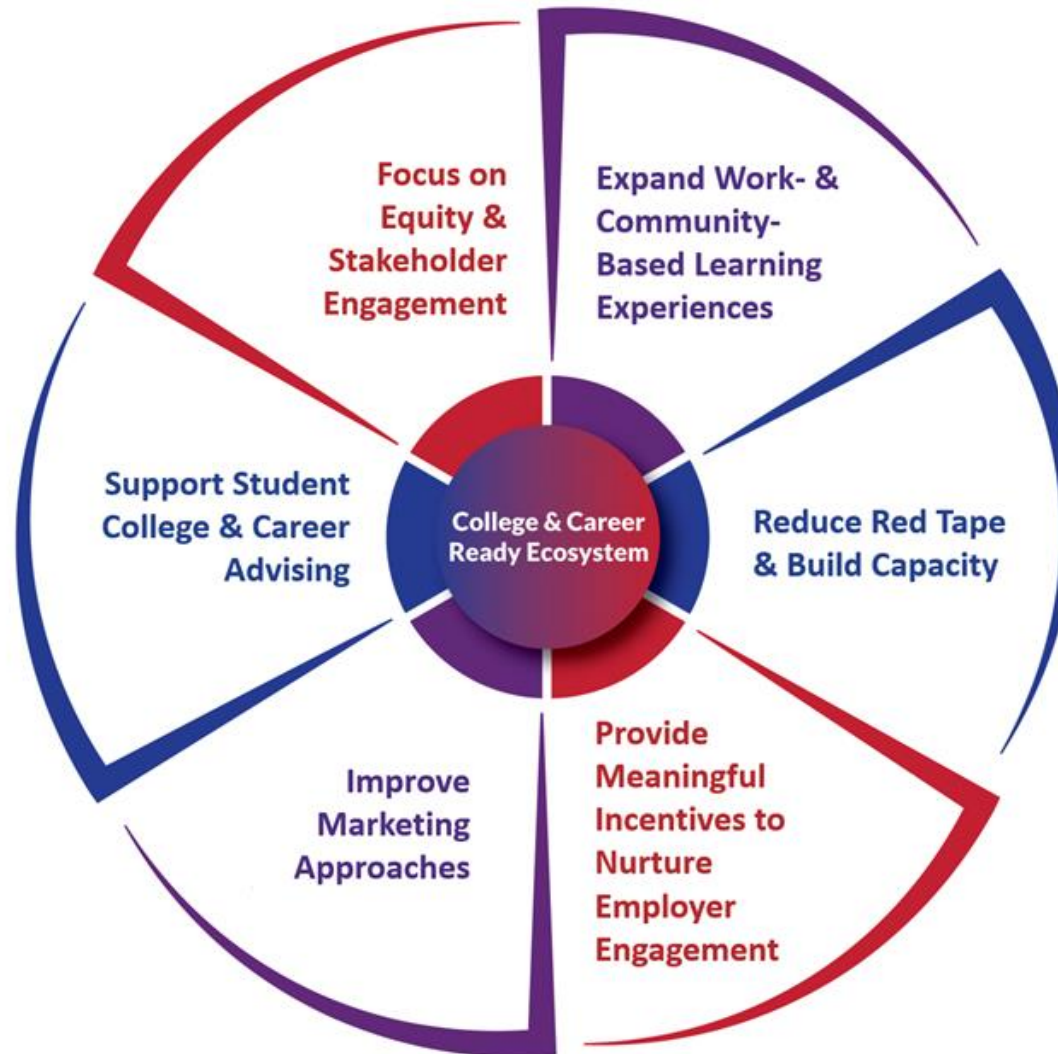 Focus on
Equity &
Stakeholder
Engagement
Expand Work- &
Community-
Based Learning
Experiences
Support Student
College & Career
Advising
College & Career
Ready Ecosystem
Reduce Red Tape
& Build Capacity
Improve
Marketing
Approaches
Provide
Meaningful
Incentives to
Nurture
Employer
Engagement